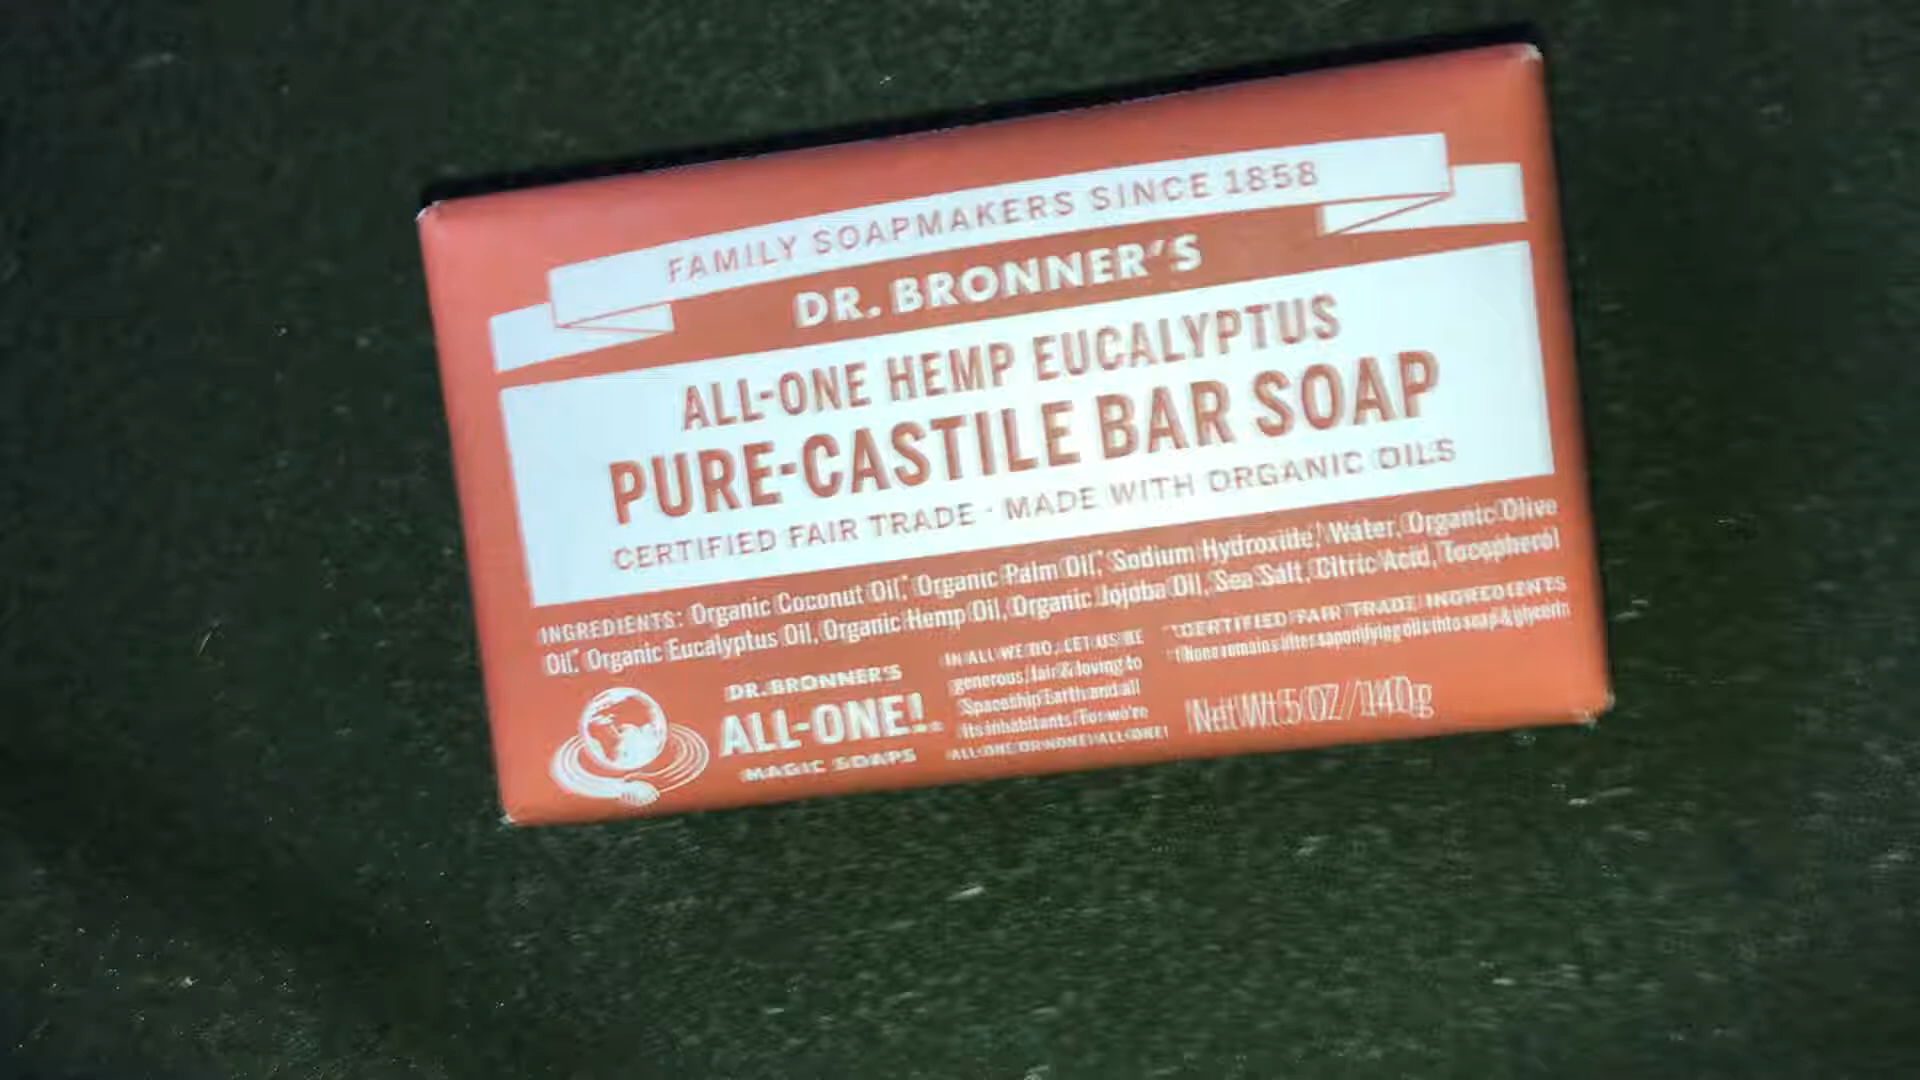 FAMILY SOAPMAKERS SINCE 1858
DR. BRONNER'S
ALL-ONE HEMP EUCALYPTUS
PURE-CASTILE BAR SOAP
CERTIFIED FAIR TRADE · MADE WITH ORGANIC OILS
INGREDIENTS: Organic Coconut Oil,* Organic Palm Oil,* Sodium Hydroxide,† Water, Organic Olive
Oil,* Organic Eucalyptus Oil, Organic Hemp Oil, Organic Jojoba Oil, Sea Salt, Citric Acid, Tocopherol
*CERTIFIED FAIR TRADE INGREDIENTS
†None remains after saponifying oils into soap & glycerin
DR. BRONNER'S
ALL-ONE!
MAGIC SOAPS
IN ALL WE DO, LET US BE
generous, fair & loving to
Spaceship Earth and all
its inhabitants. For we're
ALL-ONE OR NONE! ALL-ONE!
Net Wt 5 OZ / 140g